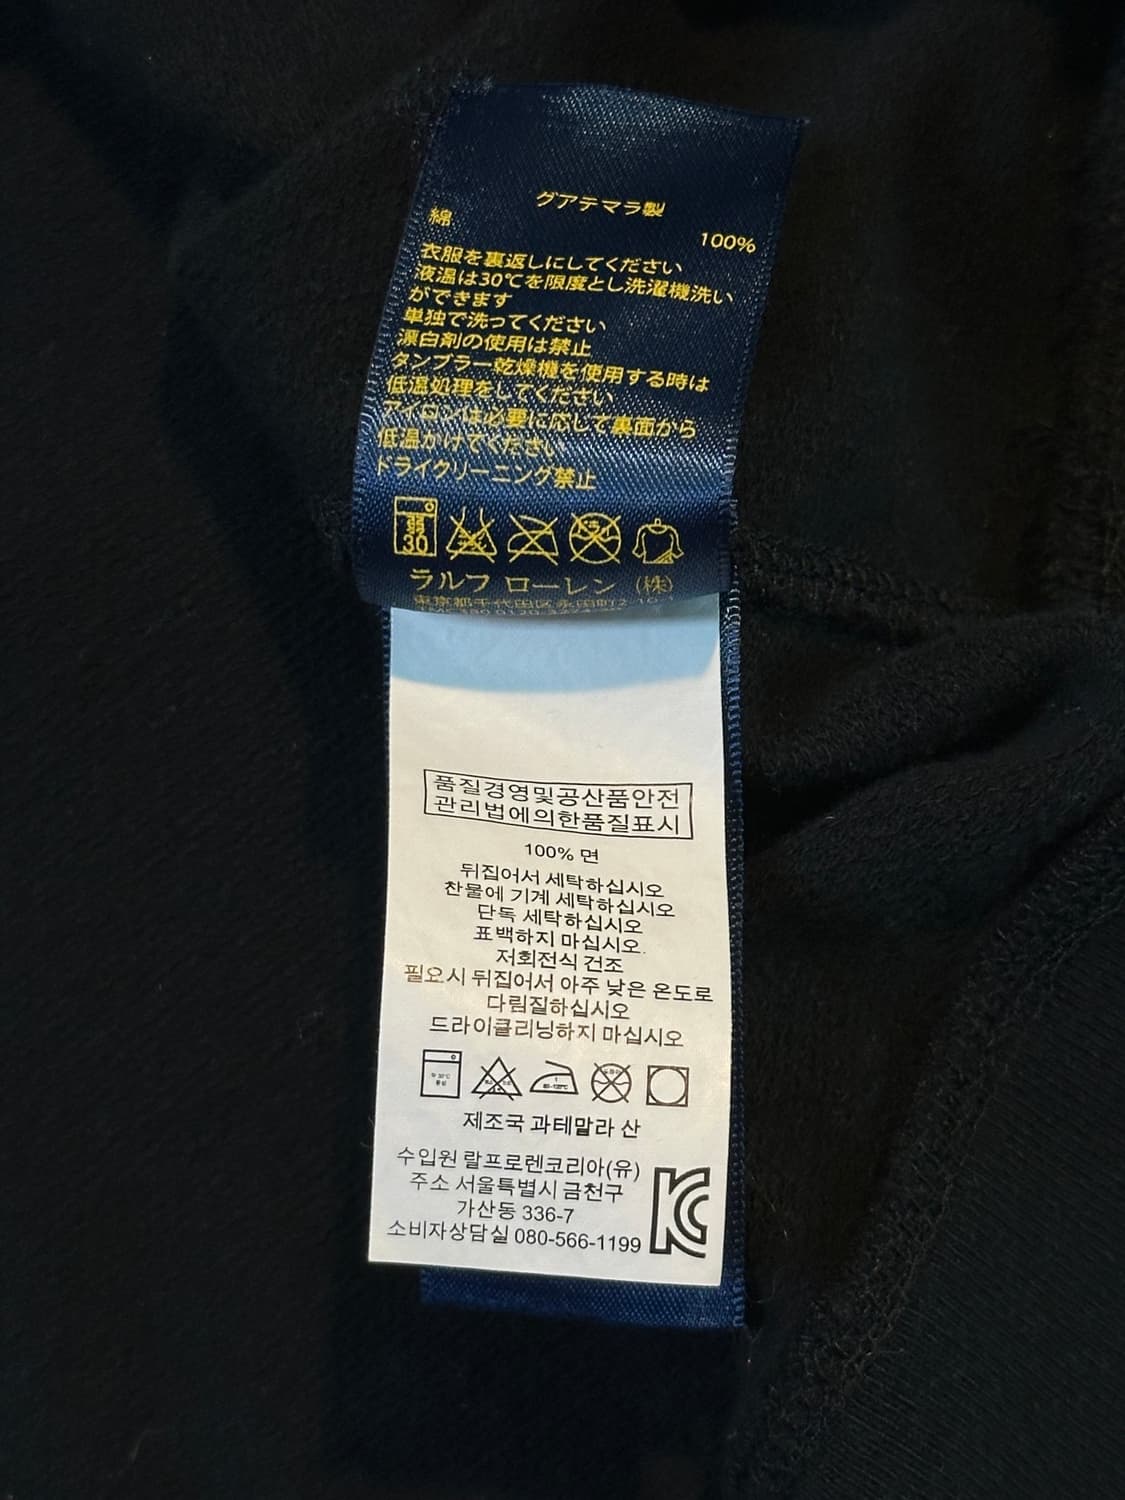 グアテマラ製
綿 100%
衣服を裏返しにしてください
液温は30℃を限度とし洗濯機洗い
ができます
単独で洗ってください
漂白剤の使用は禁止
タンブラー乾燥機を使用する時は
低温処理をしてください
アイロンは必要に応じて裏面から
低温かけてください
ドライクリーニング禁止
弱
30
ラルフ ローレン (株)
東京都千代田区永田町2
품질경영및공산품안전
관리법에의한품질표시
100% 면
뒤집어서 세탁하십시오
찬물에 기계 세탁하십시오
단독 세탁하십시오
표백하지 마십시오.
저회전식 건조
필요시 뒤집어서 아주 낮은 온도로
다림질하십시오
드라이클리닝하지 마십시오
제조국 과테말라 산
수입원 랄프로렌코리아(유)
주소 서울특별시 금천구
가산동 336-7
소비자상담실 080-566-1199